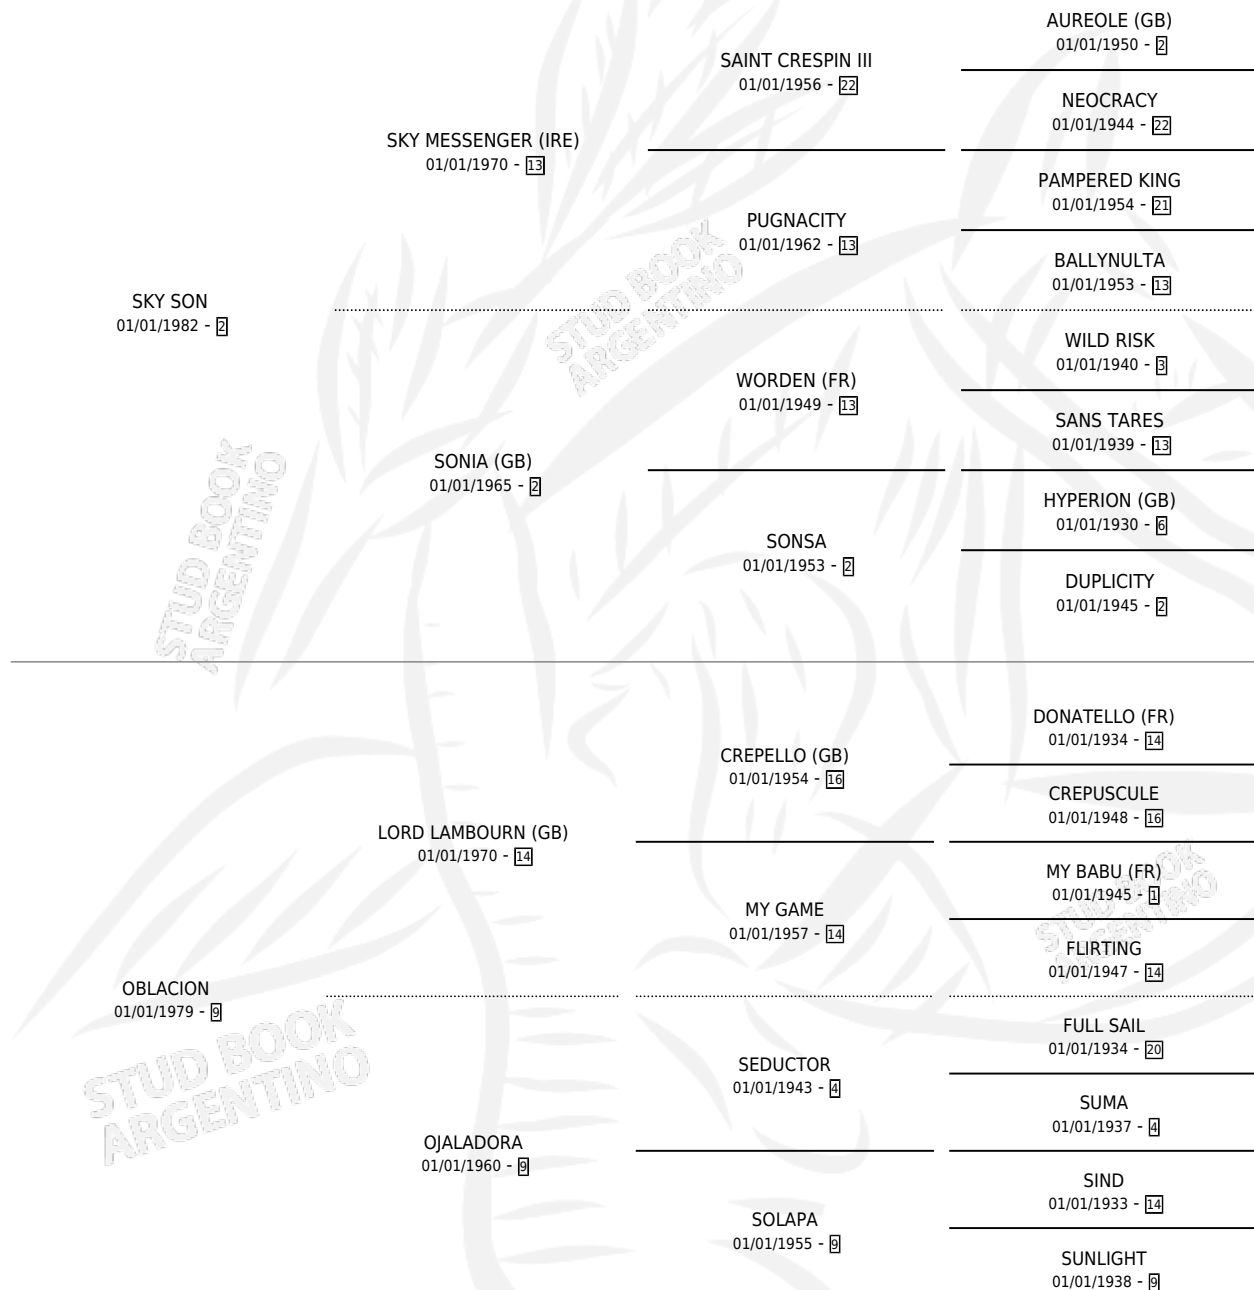 AUREOLE (GB)
01/01/1950 - 2
SAINT CRESPIN III
01/01/1956 - 22
NEOCRACY
01/01/1944 - 22
SKY MESSENGER (IRE)
01/01/1970 - 13
PAMPERED KING
01/01/1954 - 21
PUGNACITY
01/01/1962 - 13
BALLYNULTA
01/01/1953 - 13
SKY SON
01/01/1982 - 2
WILD RISK
01/01/1940 - 3
WORDEN (FR)
01/01/1949 - 13
SANS TARES
01/01/1939 - 13
SONIA (GB)
01/01/1965 - 2
HYPERION (GB)
01/01/1930 - 6
SONSA
01/01/1953 - 2
DUPLICITY
01/01/1945 - 2
DONATELLO (FR)
01/01/1934 - 14
CREPELLO (GB)
01/01/1954 - 16
CREPUSCULE
01/01/1948 - 16
LORD LAMBOURN (GB)
01/01/1970 - 14
MY BABU (FR)
01/01/1945 - 1
MY GAME
01/01/1957 - 14
FLIRTING
01/01/1947 - 14
OBLACION
01/01/1979 - 9
FULL SAIL
01/01/1934 - 20
SEDUCTOR
01/01/1943 - 4
SUMA
01/01/1937 - 4
OJALADORA
01/01/1960 - 9
SIND
01/01/1933 - 14
SOLAPA
01/01/1955 - 9
SUNLIGHT
01/01/1938 - 9
STUD BOOK
ARGENTINO
STUD BOOK
ARGENTINO
STUD BOOK
ARGENTINO
STUD BOOK
ARGENTINO